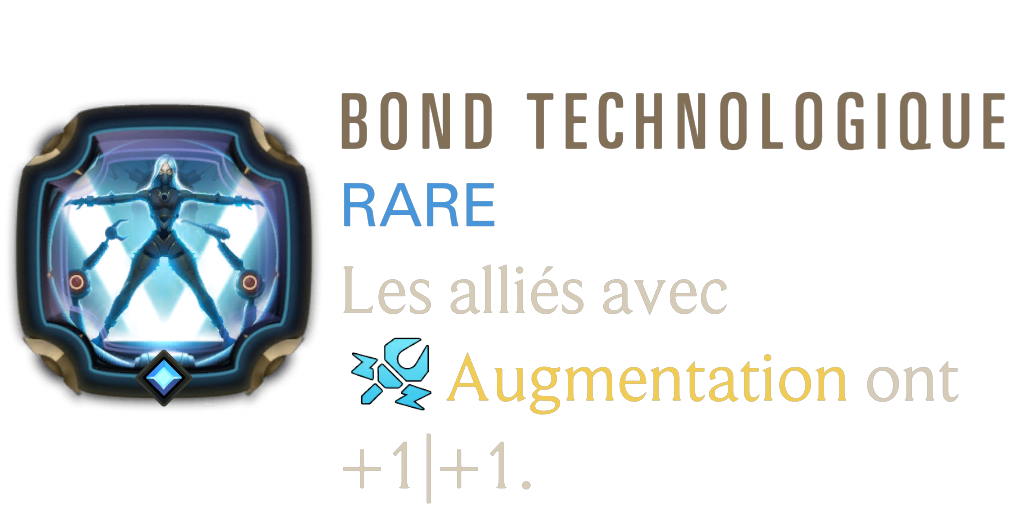 BOND TECHNOLOGIQUE
RARE
Les alliés avec
Augmentation ont
+1|+1.